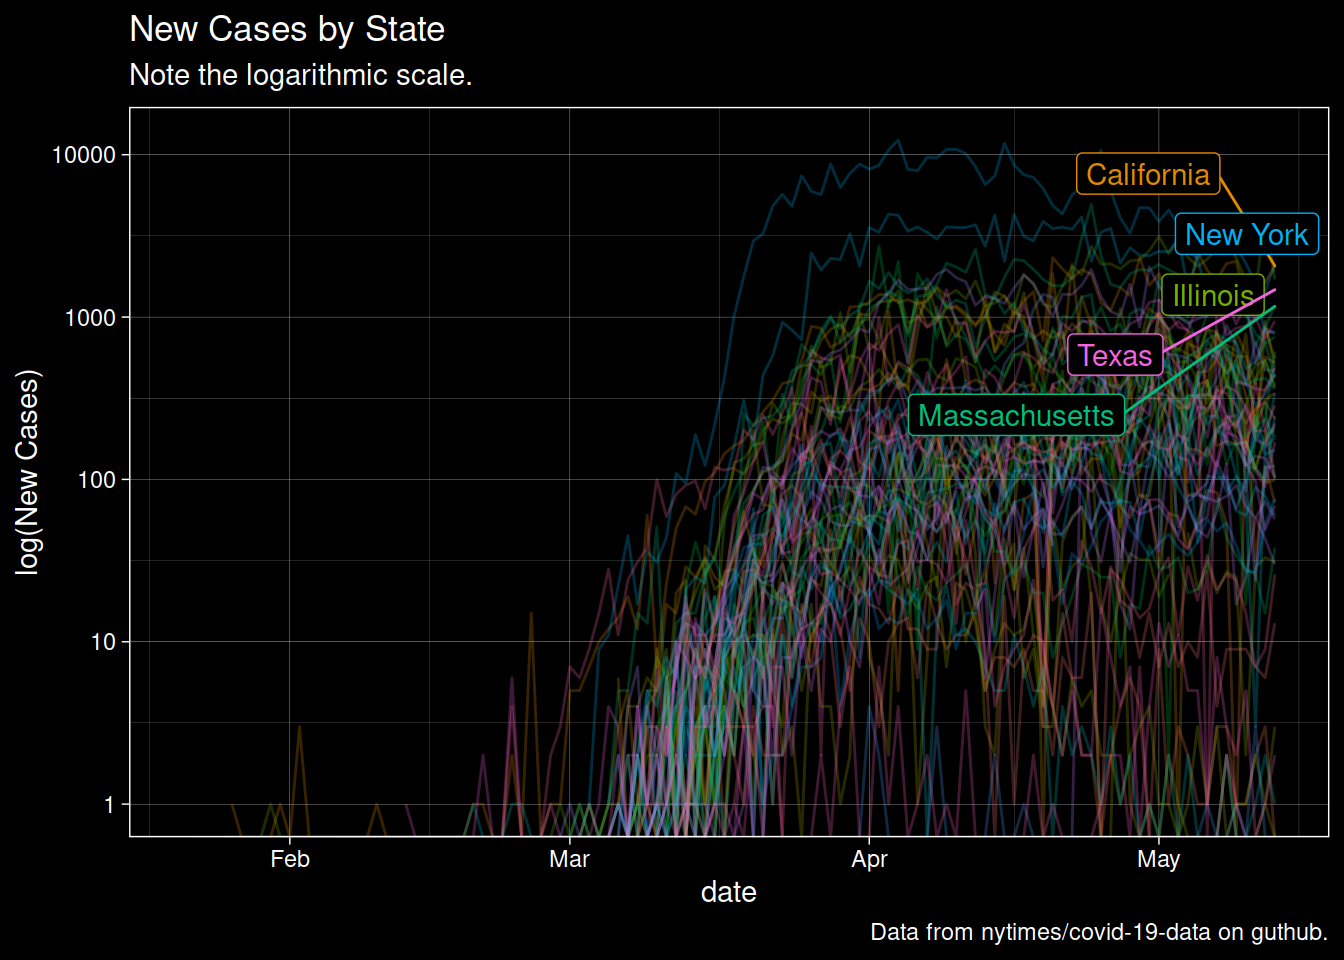 New Cases by State
Note the logarithmic scale.
10000
1000
100
10
1
log(New Cases)
California
New York
Illinois
Texas
Massachusetts
Feb
Mar
Apr
May
date
Data from nytimes/covid-19-data on guthub.